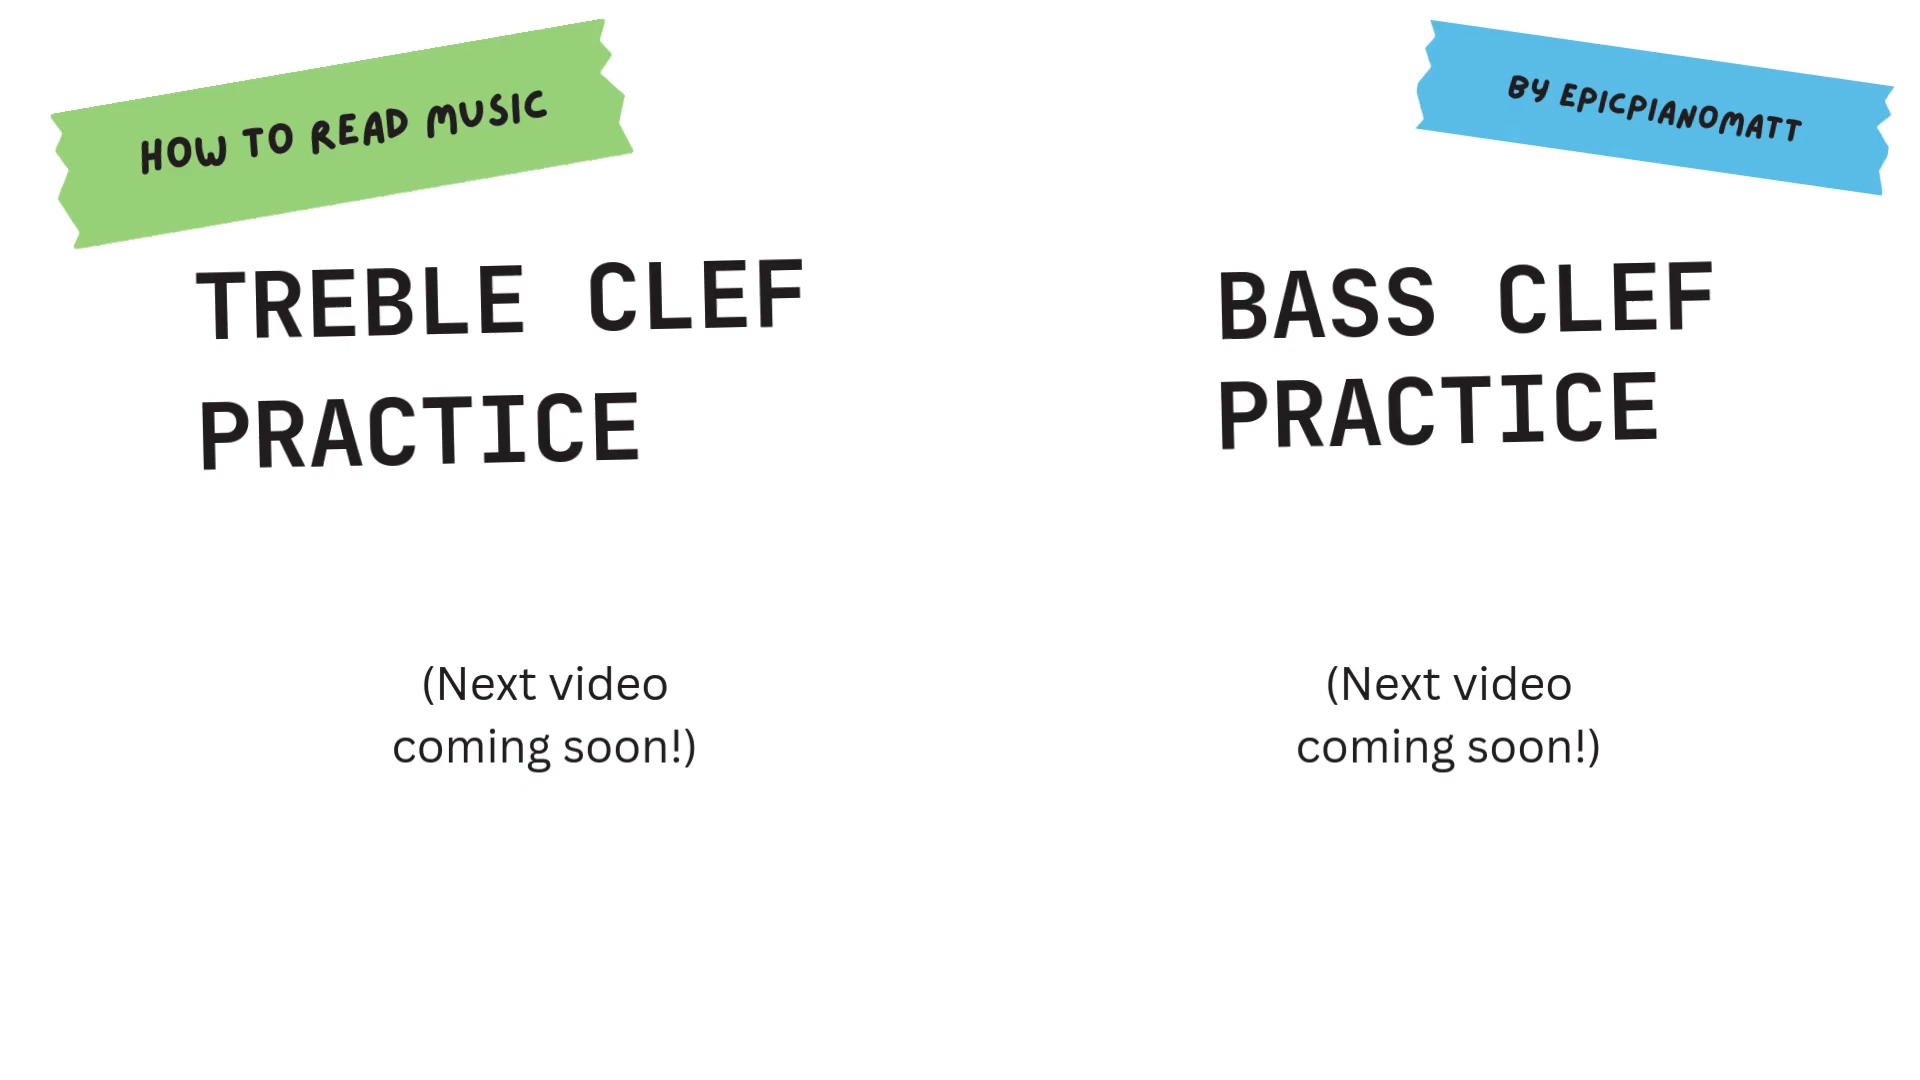 HOW TO READ MUSIC
BY EPICPIANOMATT
TREBLE CLEF
PRACTICE
BASS CLEF
PRACTICE
(Next video
coming soon!)
(Next video
coming soon!)